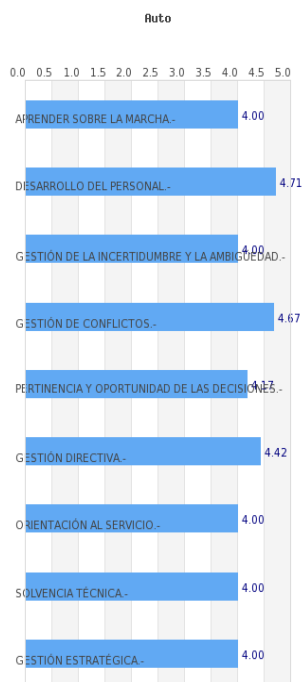 Auto
0.0 0.5 1.0 1.5 2.0 2.5 3.0 3.5 4.0 4.5 5.0
APRENDER SOBRE LA MARCHA.- 4.00
DESARROLLO DEL PERSONAL.- 4.71
GESTIÓN DE LA INCERTIDUMBRE Y LA AMBIGUEDAD.- 4.00
GESTIÓN DE CONFLICTOS.- 4.67
PERTINENCIA Y OPORTUNIDAD DE LAS DECISIONES.- 4.17
GESTIÓN DIRECTIVA.- 4.42
ORIENTACIÓN AL SERVICIO.- 4.00
SOLVENCIA TÉCNICA.- 4.00
GESTIÓN ESTRATÉGICA.- 4.00